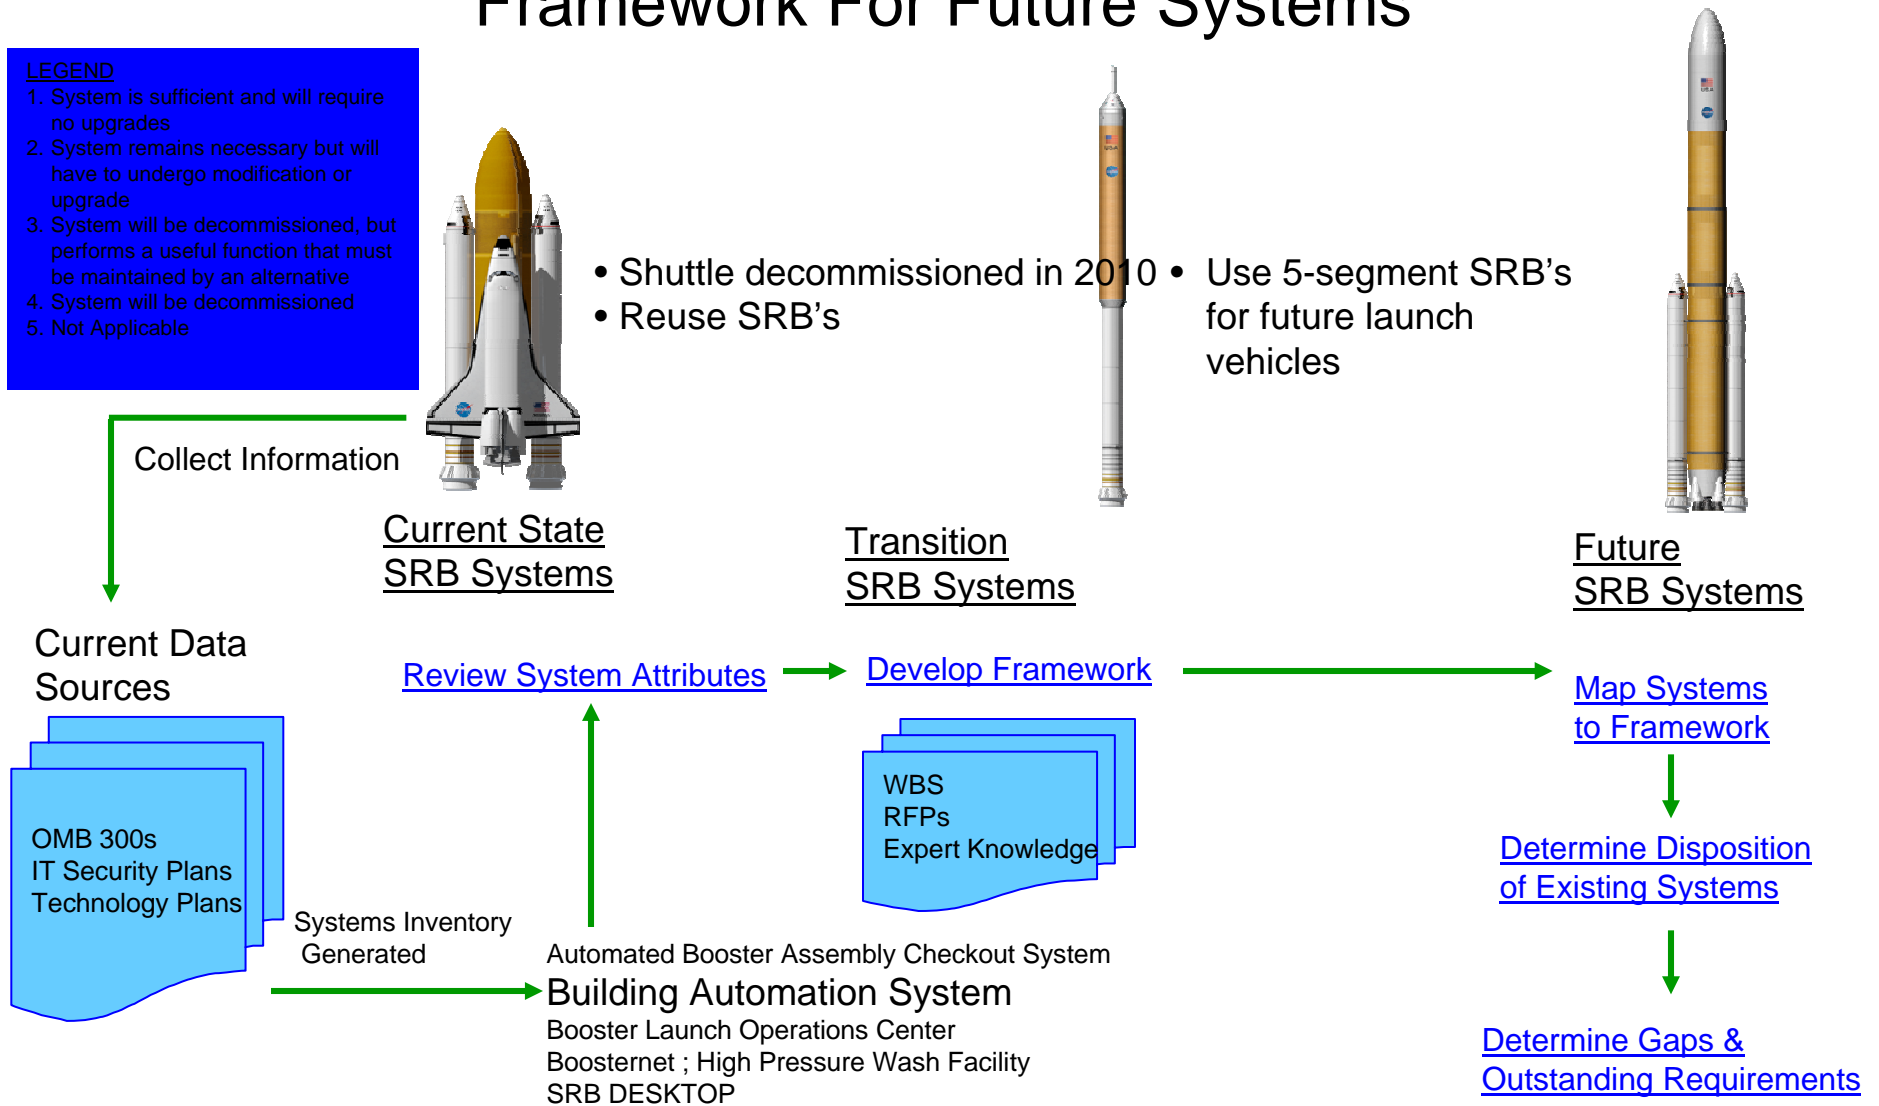 Framework For Future Systems
LEGEND
1. System is sufficient and will require
no upgrades
2. System remains necessary but will
have to undergo modification or
upgrade
3. System will be decommissioned, but
performs a useful function that must
be maintained by an alternative
4. System will be decommissioned
5. Not Applicable
• Shuttle decommissioned in 2010
• Reuse SRB's
• Use 5-segment SRB's
for future launch
vehicles
Collect Information
Current State
SRB Systems
Transition
SRB Systems
Future
SRB Systems
Current Data
Sources
Review System Attributes
Develop Framework
Map Systems
to Framework
OMB 300s
IT Security Plans
Technology Plans
WBS
RFPs
Expert Knowledge
Determine Disposition
of Existing Systems
Systems Inventory
Generated
Automated Booster Assembly Checkout System
Building Automation System
Booster Launch Operations Center
Boosternet ; High Pressure Wash Facility
SRB DESKTOP
Determine Gaps &
Outstanding Requirements